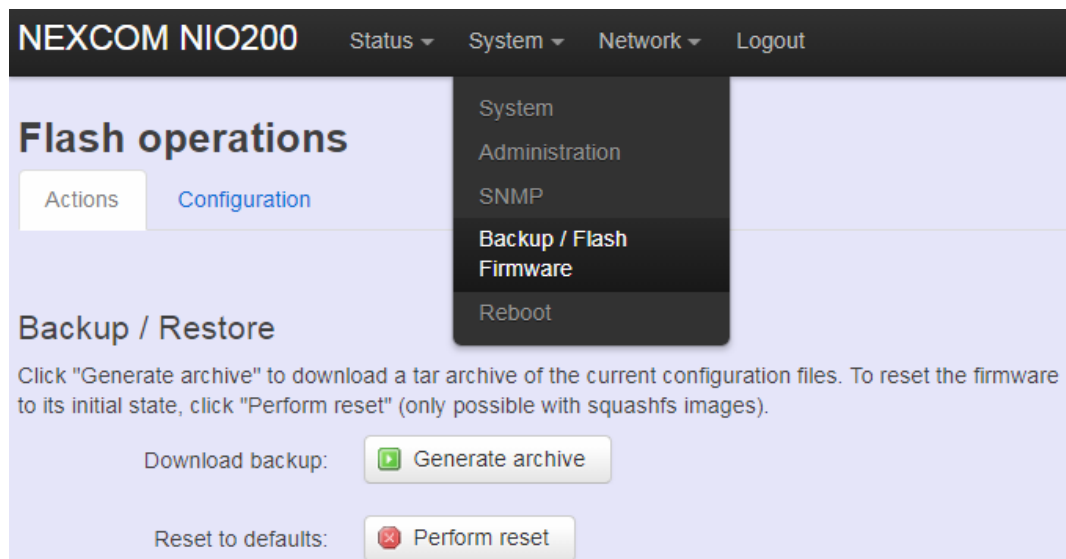 NEXCOM NIO200 Status System Network Logout
System
Administration
SNMP
Backup / Flash
Firmware
Reboot
Flash operations
Actions Configuration
Backup / Restore
Click "Generate archive" to download a tar archive of the current configuration files. To reset the firmware
to its initial state, click "Perform reset" (only possible with squashfs images).
Download backup: Generate archive
Reset to defaults: Perform reset